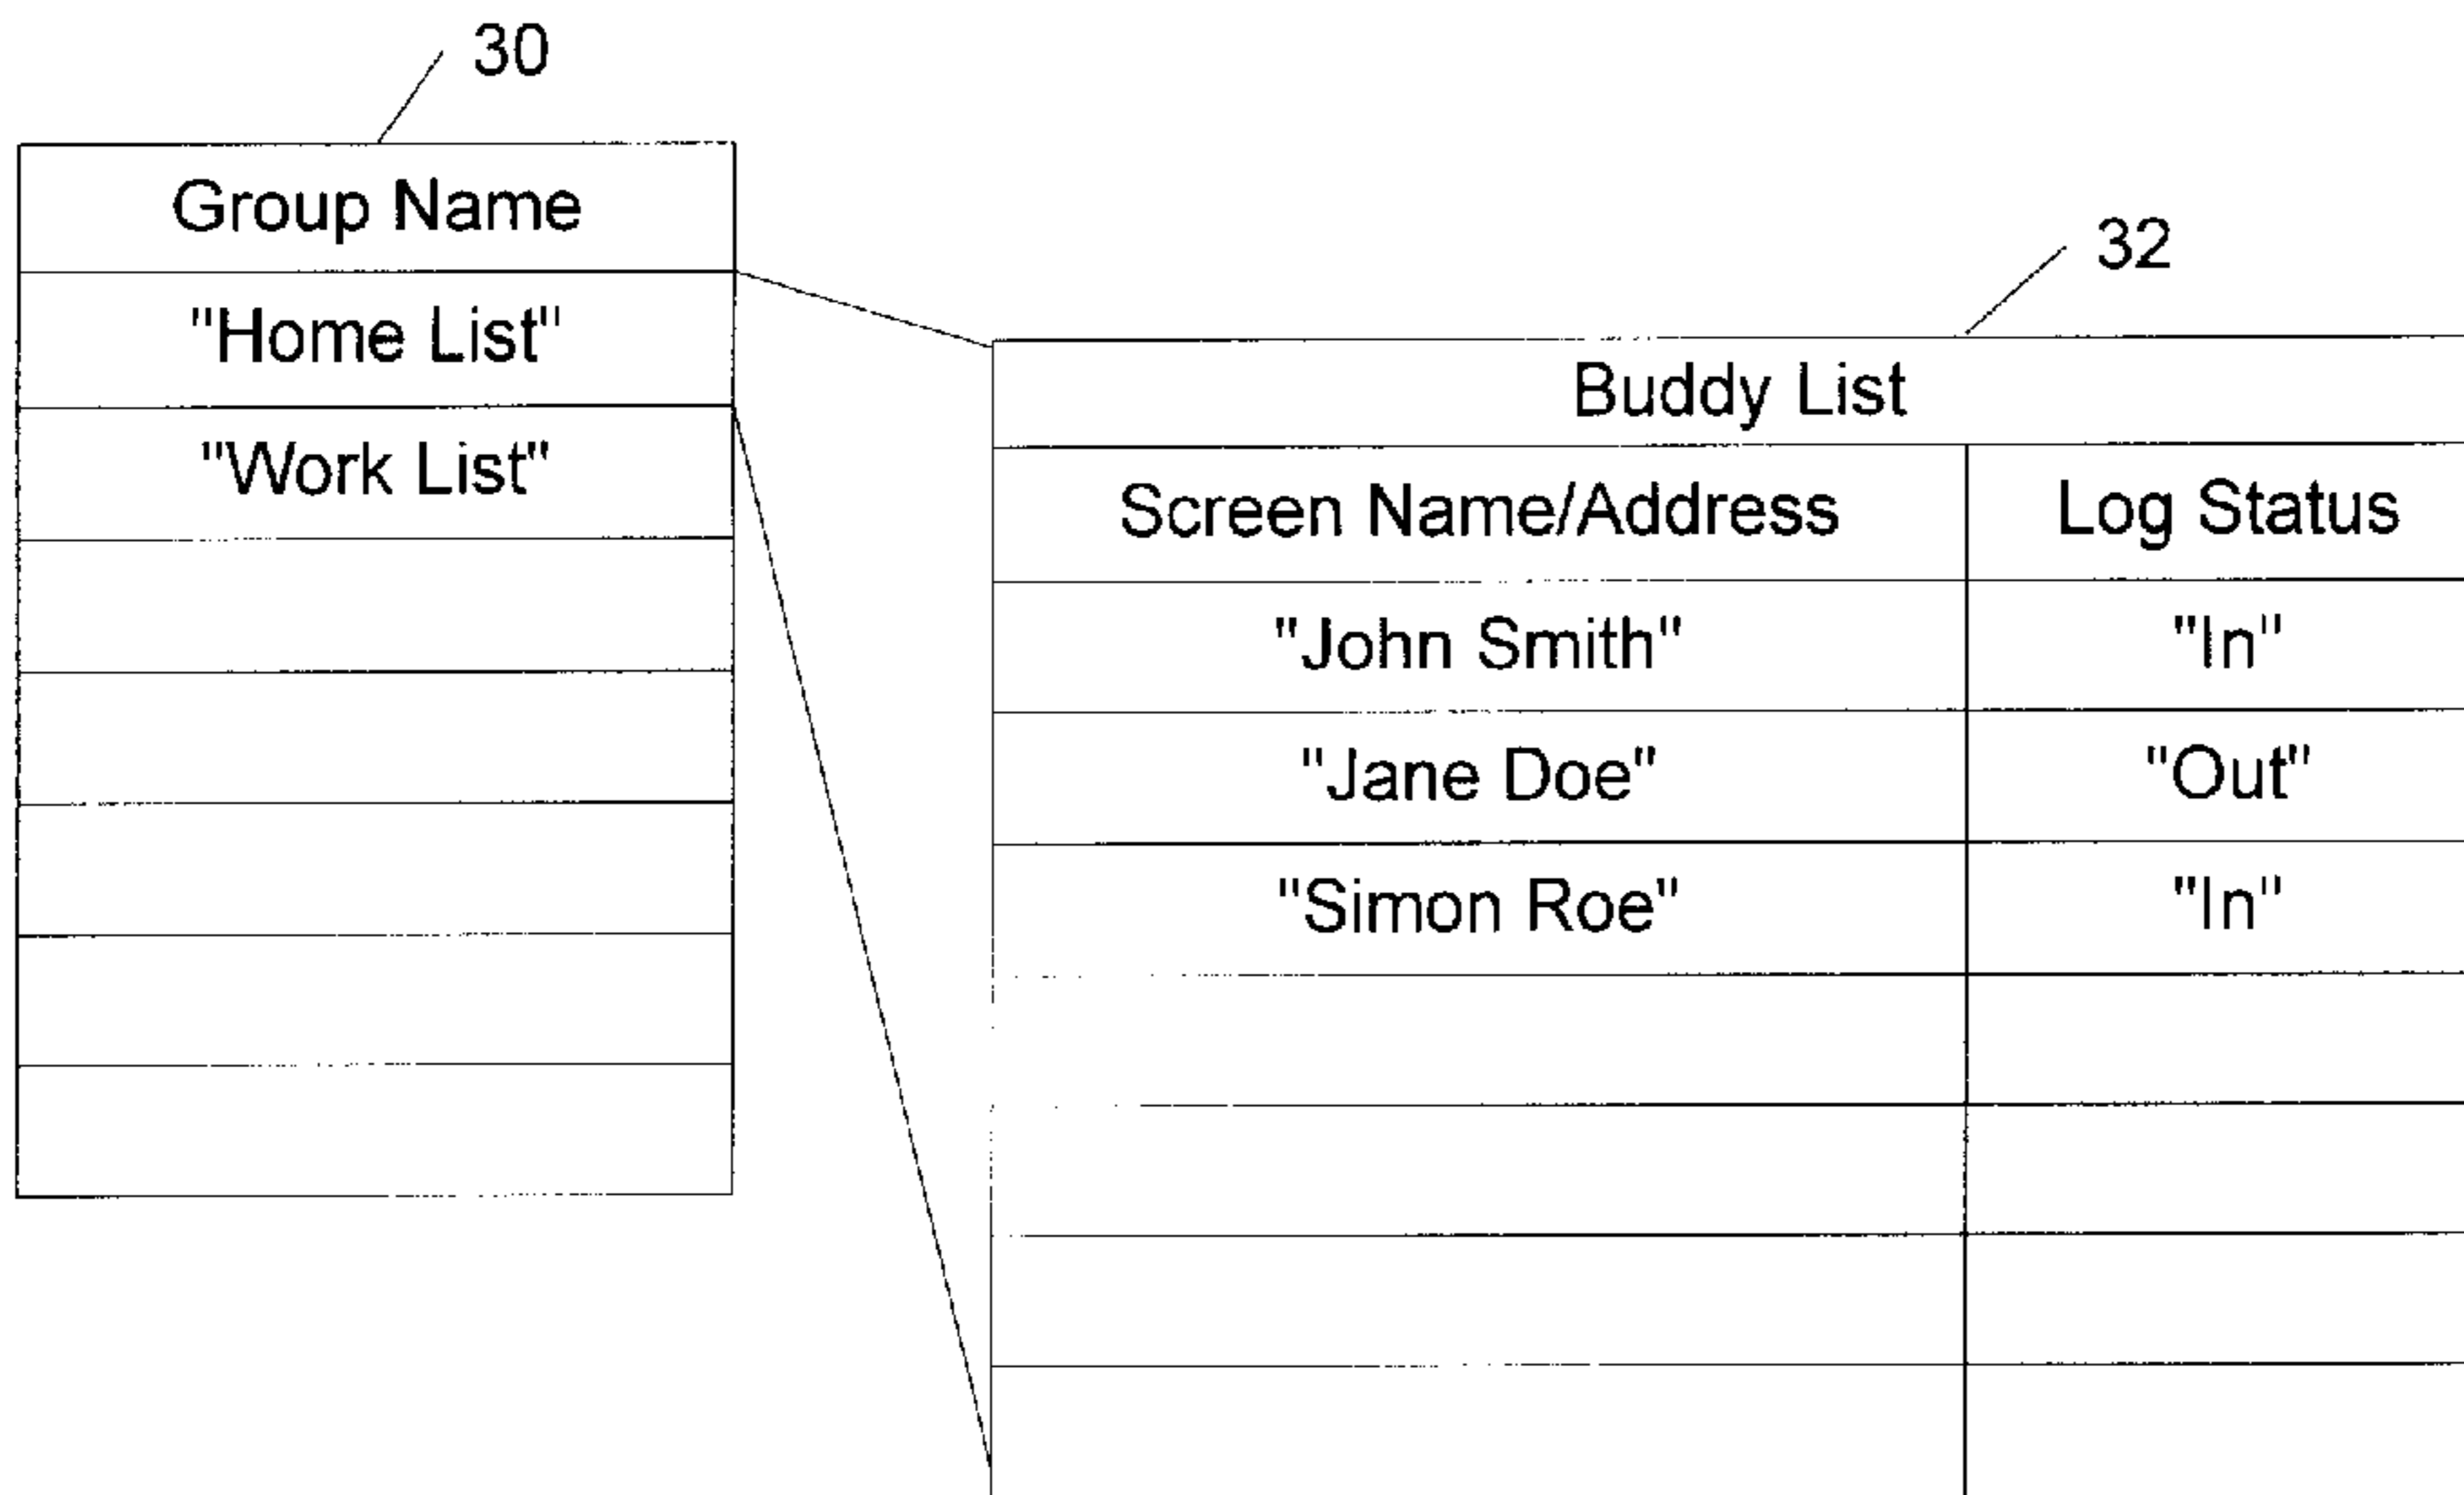 30
Group Name
"Home List"
"Work List"
32
Buddy List
Screen Name/Address Log Status
"John Smith" "In"
"Jane Doe" "Out"
"Simon Roe" "In"